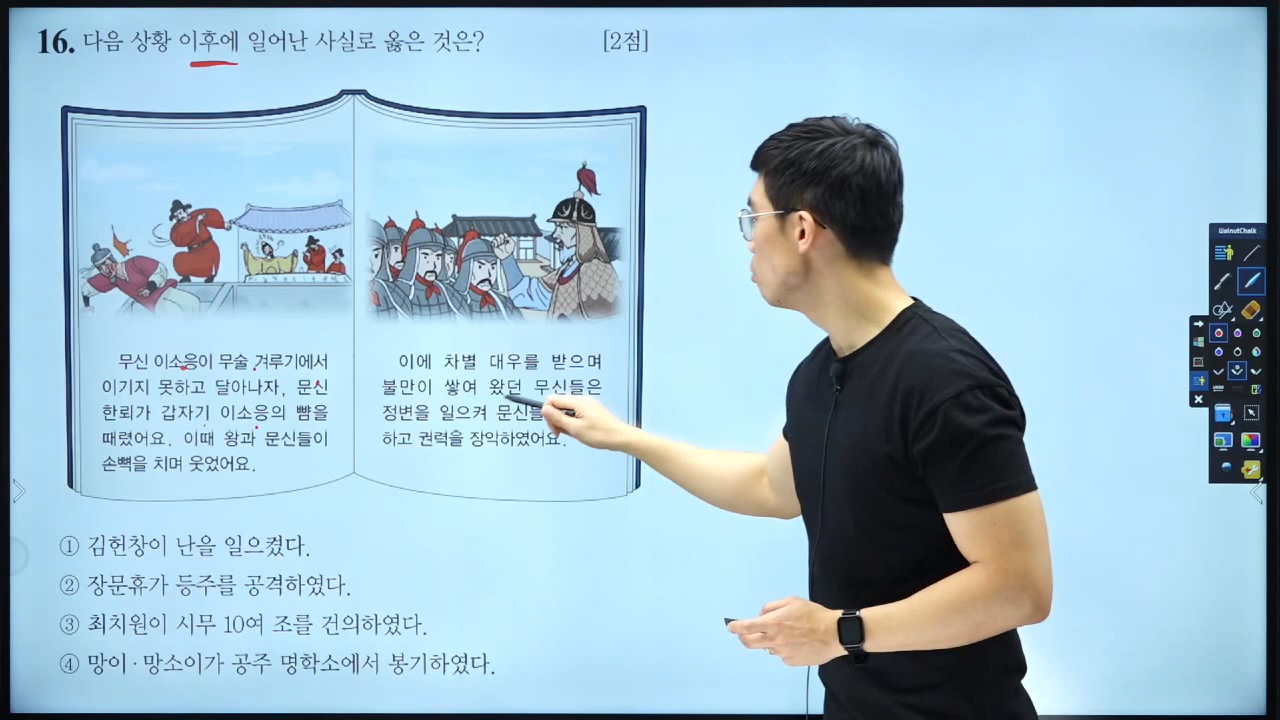 16. 다음 상황 이후에 일어난 사실로 옳은 것은? [2점]
무신 이소응이 무술 겨루기에서
이기지 못하고 달아나자, 문신
한뢰가 갑자기 이소응의 뺨을
때렸어요. 이때 왕과 문신들이
손뼉을 치며 웃었어요.
이에 차별 대우를 받으며
불만이 쌓여 왔던 무신들은
정변을 일으켜 문신들
하고 권력을 장악하였어요.
① 김헌창이 난을 일으켰다.
② 장문휴가 등주를 공격하였다.
③ 최치원이 시무 10여 조를 건의하였다.
④ 망이·망소이가 공주 명학소에서 봉기하였다.
WalnutChalk